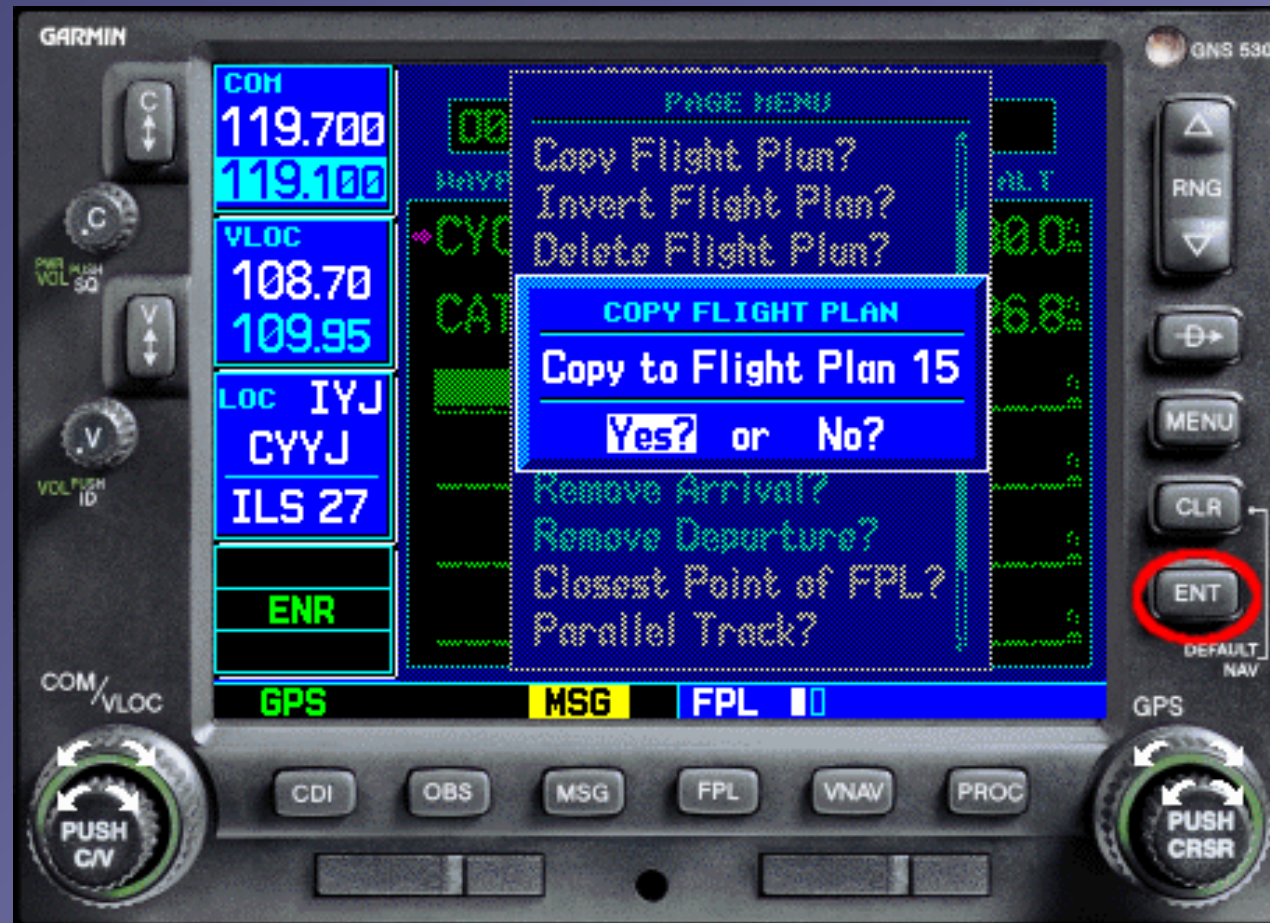 GARMIN
GNS 530
C
C
PWR PUSH
VOL SQ
V
V
VOL PUSH
ID
COM
119.700
119.100
VLOC
108.70
109.95
LOC IYJ
CYYJ
ILS 27
ENR
GPS MSG FPL
PAGE MENU
ALT
Copy Flight Plan?
Invert Flight Plan?
Delete Flight Plan?
COPY FLIGHT PLAN
Copy to Flight Plan 15
Yes? or No?
Remove Arrival?
Remove Departure?
Closest Point of FPL?
Parallel Track?
RNG
D
MENU
CLR
ENT
DEFAULT
NAV
COM/VLOC
PUSH
C/V
CDI OBS MSG FPL VNAV PROC
GPS
PUSH
CRSR